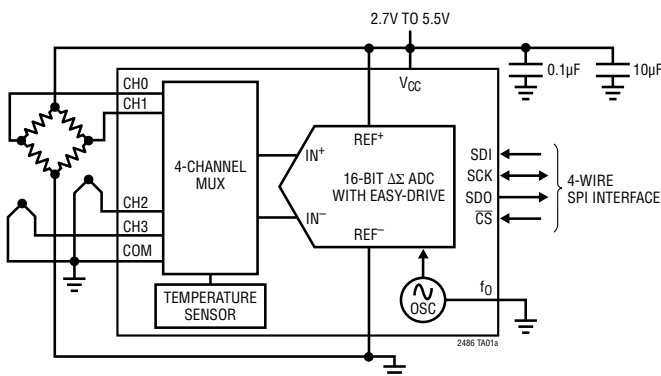 2.7V TO 5.5V
0.1µF
10µF
CH0
CH1
VCC
REF+
IN+
4-CHANNEL
MUX
16-BIT ΔΣ ADC
WITH EASY-DRIVE
SDI
SCK
SDO
CS
4-WIRE
SPI INTERFACE
CH2
CH3
COM
IN−
REF−
TEMPERATURE
SENSOR
OSC
fO
2486 TA01a